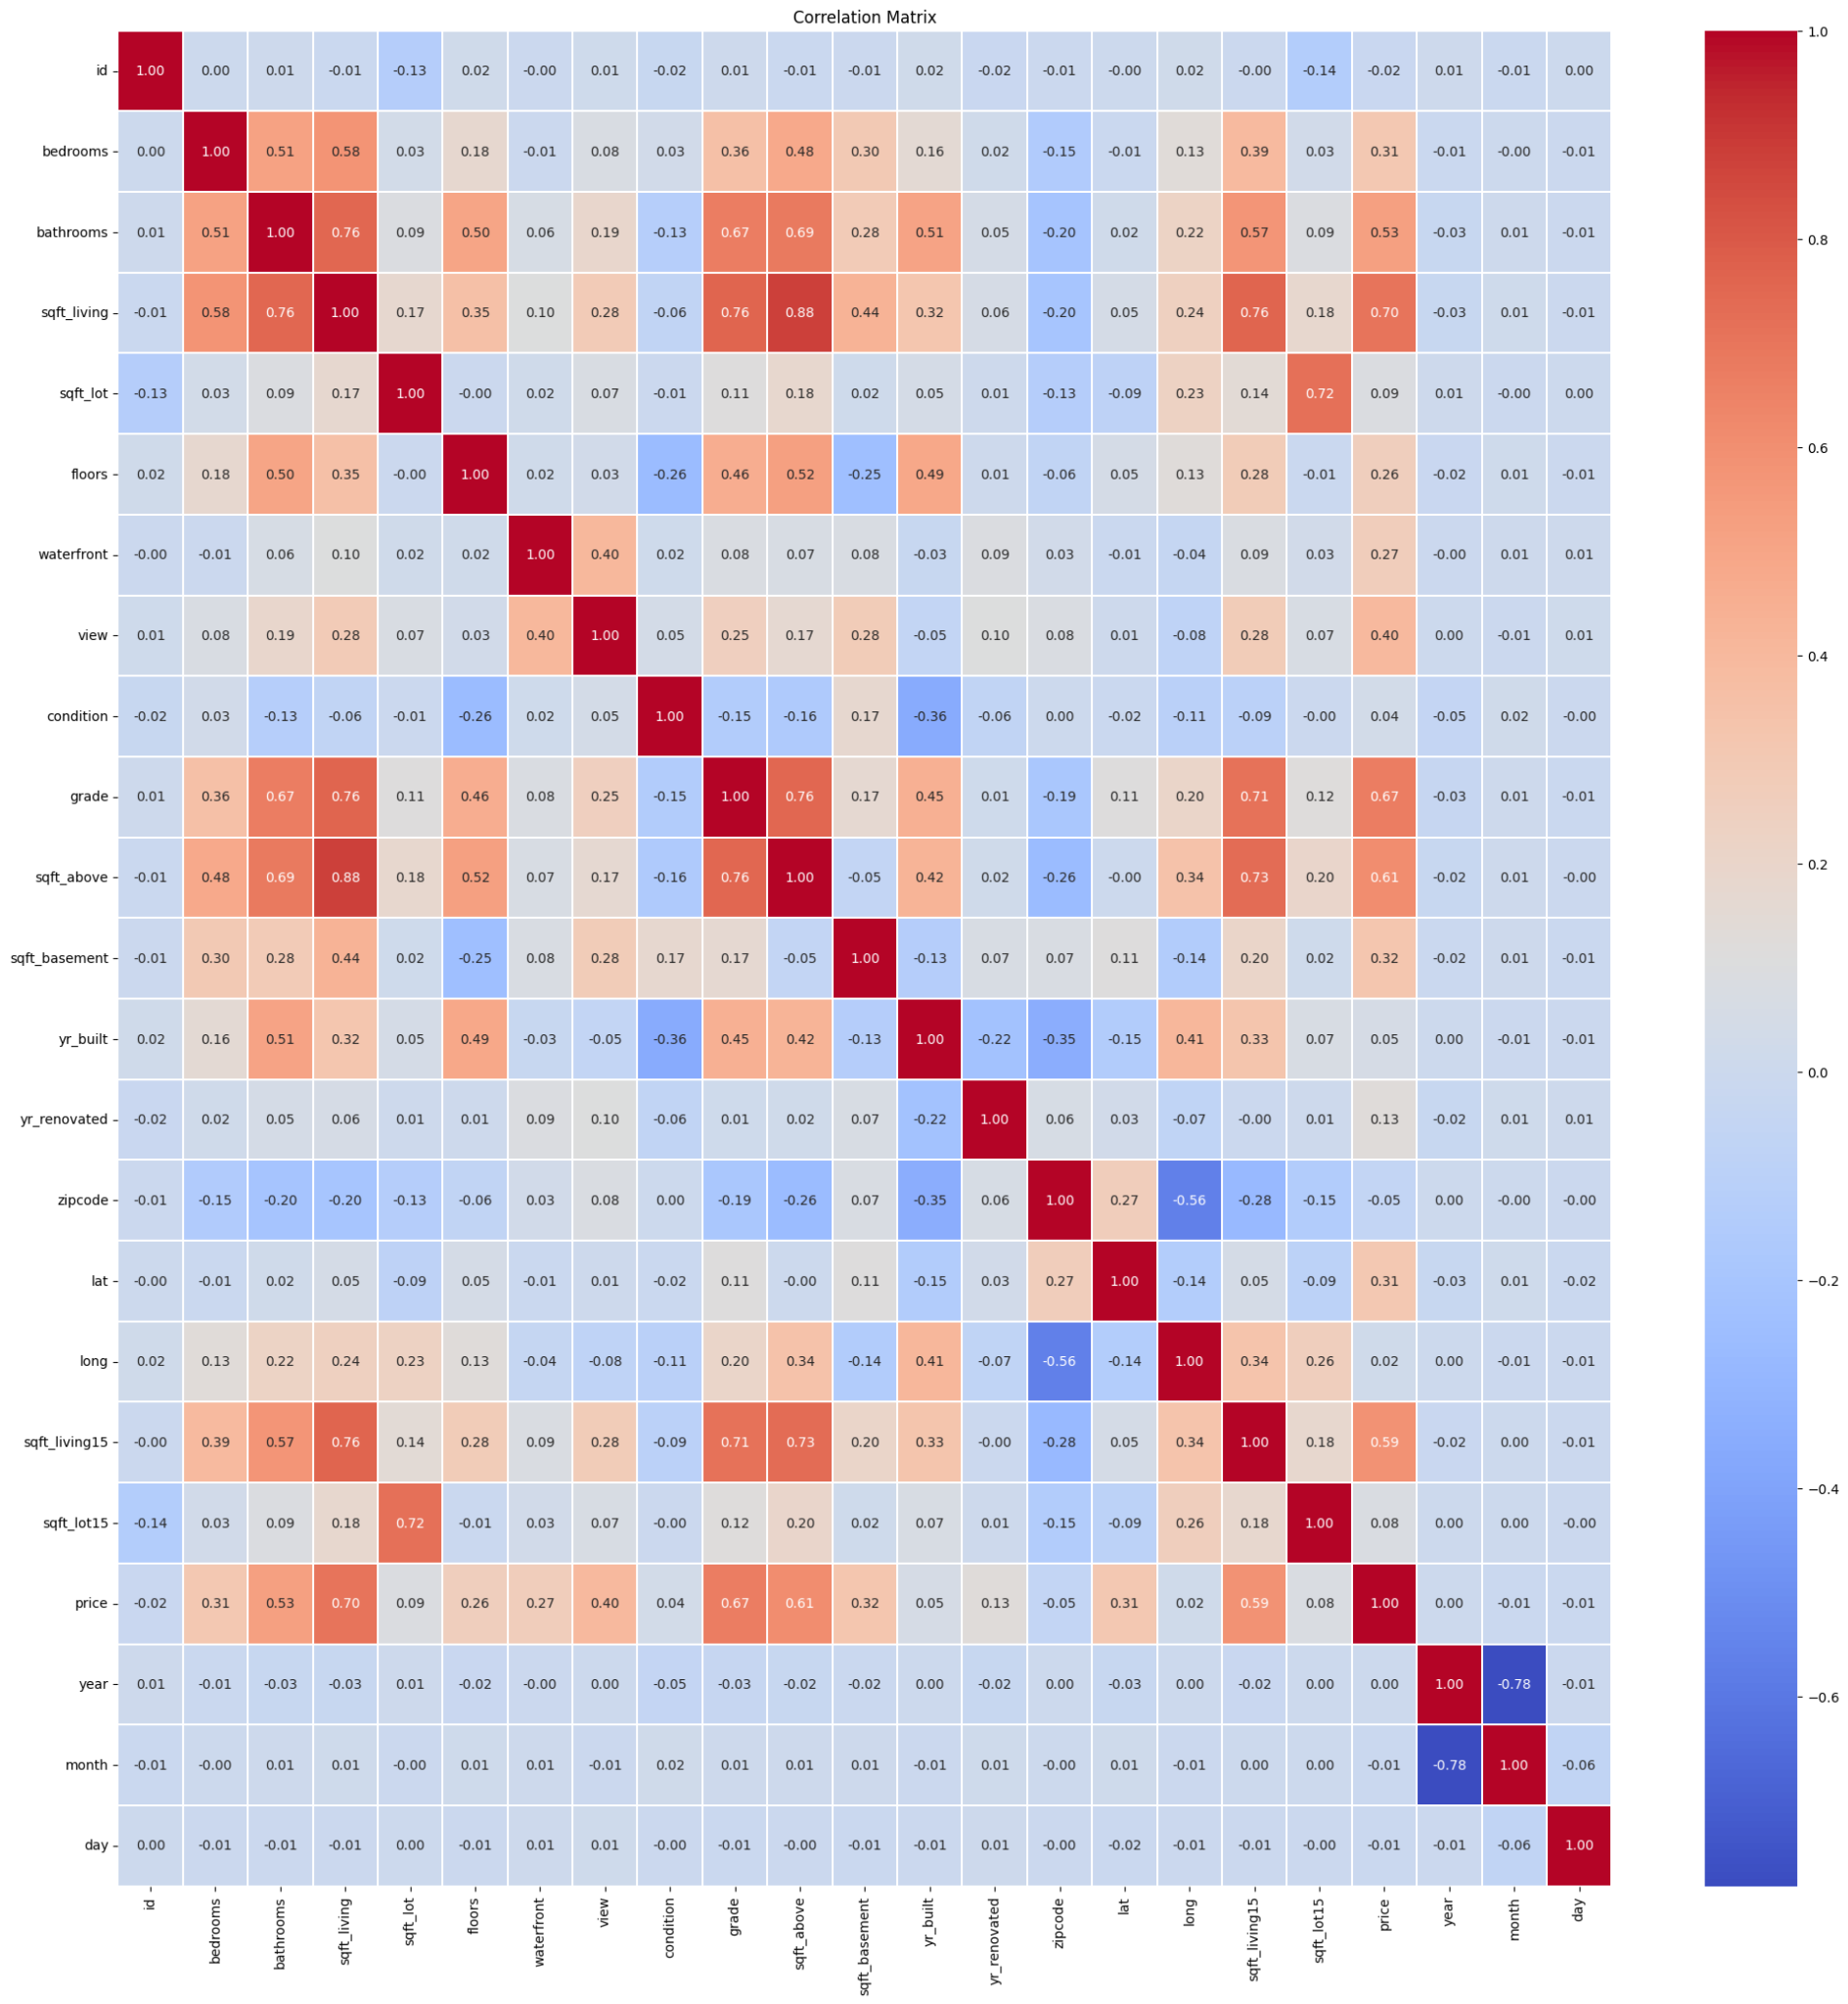 Correlation Matrix
id 1.00 0.00 0.01 -0.01 -0.13 0.02 -0.00 0.01 -0.02 0.01 -0.01 -0.01 0.02 -0.02 -0.01 -0.00 0.02 -0.00 -0.14 -0.02 0.01 -0.01 0.00
bedrooms 0.00 1.00 0.51 0.58 0.03 0.18 -0.01 0.08 0.03 0.36 0.48 0.30 0.16 0.02 -0.15 -0.01 0.13 0.39 0.03 0.31 -0.01 -0.00 -0.01
bathrooms 0.01 0.51 1.00 0.76 0.09 0.50 0.06 0.19 -0.13 0.67 0.69 0.28 0.51 0.05 -0.20 0.02 0.22 0.57 0.09 0.53 -0.03 0.01 -0.01
sqft_living -0.01 0.58 0.76 1.00 0.17 0.35 0.10 0.28 -0.06 0.76 0.88 0.44 0.32 0.06 -0.20 0.05 0.24 0.76 0.18 0.70 -0.03 0.01 -0.01
sqft_lot -0.13 0.03 0.09 0.17 1.00 -0.00 0.02 0.07 -0.01 0.11 0.18 0.02 0.05 0.01 -0.13 -0.09 0.23 0.14 0.72 0.09 0.01 -0.00 0.00
floors 0.02 0.18 0.50 0.35 -0.00 1.00 0.02 0.03 -0.26 0.46 0.52 -0.25 0.49 0.01 -0.06 0.05 0.13 0.28 -0.01 0.26 -0.02 0.01 -0.01
waterfront -0.00 -0.01 0.06 0.10 0.02 0.02 1.00 0.40 0.02 0.08 0.07 0.08 -0.03 0.09 0.03 -0.01 -0.04 0.09 0.03 0.27 -0.00 0.01 0.01
view 0.01 0.08 0.19 0.28 0.07 0.03 0.40 1.00 0.05 0.25 0.17 0.28 -0.05 0.10 0.08 0.01 -0.08 0.28 0.07 0.40 0.00 -0.01 0.01
condition -0.02 0.03 -0.13 -0.06 -0.01 -0.26 0.02 0.05 1.00 -0.15 -0.16 0.17 -0.36 -0.06 0.00 -0.02 -0.11 -0.09 -0.00 0.04 -0.05 0.02 -0.00
grade 0.01 0.36 0.67 0.76 0.11 0.46 0.08 0.25 -0.15 1.00 0.76 0.17 0.45 0.01 -0.19 0.11 0.20 0.71 0.12 0.67 -0.03 0.01 -0.01
sqft_above -0.01 0.48 0.69 0.88 0.18 0.52 0.07 0.17 -0.16 0.76 1.00 -0.05 0.42 0.02 -0.26 -0.00 0.34 0.73 0.20 0.61 -0.02 0.01 -0.00
sqft_basement -0.01 0.30 0.28 0.44 0.02 -0.25 0.08 0.28 0.17 0.17 -0.05 1.00 -0.13 0.07 0.07 0.11 -0.14 0.20 0.02 0.32 -0.02 0.01 -0.01
yr_built 0.02 0.16 0.51 0.32 0.05 0.49 -0.03 -0.05 -0.36 0.45 0.42 -0.13 1.00 -0.22 -0.35 -0.15 0.41 0.33 0.07 0.05 0.00 -0.01 -0.01
yr_renovated -0.02 0.02 0.05 0.06 0.01 0.01 0.09 0.10 -0.06 0.01 0.02 0.07 -0.22 1.00 0.06 0.03 -0.07 -0.00 0.01 0.13 -0.02 0.01 0.01
zipcode -0.01 -0.15 -0.20 -0.20 -0.13 -0.06 0.03 0.08 0.00 -0.19 -0.26 0.07 -0.35 0.06 1.00 0.27 -0.56 -0.28 -0.15 -0.05 0.00 -0.00 -0.00
lat -0.00 -0.01 0.02 0.05 -0.09 0.05 -0.01 0.01 -0.02 0.11 -0.00 0.11 -0.15 0.03 0.27 1.00 -0.14 0.05 -0.09 0.31 -0.03 0.01 -0.02
long 0.02 0.13 0.22 0.24 0.23 0.13 -0.04 -0.08 -0.11 0.20 0.34 -0.14 0.41 -0.07 -0.56 -0.14 1.00 0.34 0.26 0.02 0.00 -0.01 -0.01
sqft_living15 -0.00 0.39 0.57 0.76 0.14 0.28 0.09 0.28 -0.09 0.71 0.73 0.20 0.33 -0.00 -0.28 0.05 0.34 1.00 0.18 0.59 -0.02 0.00 -0.01
sqft_lot15 -0.14 0.03 0.09 0.18 0.72 -0.01 0.03 0.07 -0.00 0.12 0.20 0.02 0.07 0.01 -0.15 -0.09 0.26 0.18 1.00 0.08 0.00 0.00 -0.00
price -0.02 0.31 0.53 0.70 0.09 0.26 0.27 0.40 0.04 0.67 0.61 0.32 0.05 0.13 -0.05 0.31 0.02 0.59 0.08 1.00 0.00 -0.01 -0.01
year 0.01 -0.01 -0.03 -0.03 0.01 -0.02 -0.00 0.00 -0.05 -0.03 -0.02 -0.02 0.00 -0.02 0.00 -0.03 0.00 -0.02 0.00 0.00 1.00 -0.78 -0.01
month -0.01 -0.00 0.01 0.01 -0.00 0.01 0.01 -0.01 0.02 0.01 0.01 0.01 -0.01 0.01 -0.00 0.01 -0.01 0.00 0.00 -0.01 -0.78 1.00 -0.06
day 0.00 -0.01 -0.01 -0.01 0.00 -0.01 0.01 0.01 -0.00 -0.01 -0.00 -0.01 -0.01 0.01 -0.00 -0.02 -0.01 -0.01 -0.00 -0.01 -0.01 -0.06 1.00
id bedrooms bathrooms sqft_living sqft_lot floors waterfront view condition grade sqft_above sqft_basement yr_built yr_renovated zipcode lat long sqft_living15 sqft_lot15 price year month day
1.0
0.8
0.6
0.4
0.2
0.0
−0.2
−0.4
−0.6